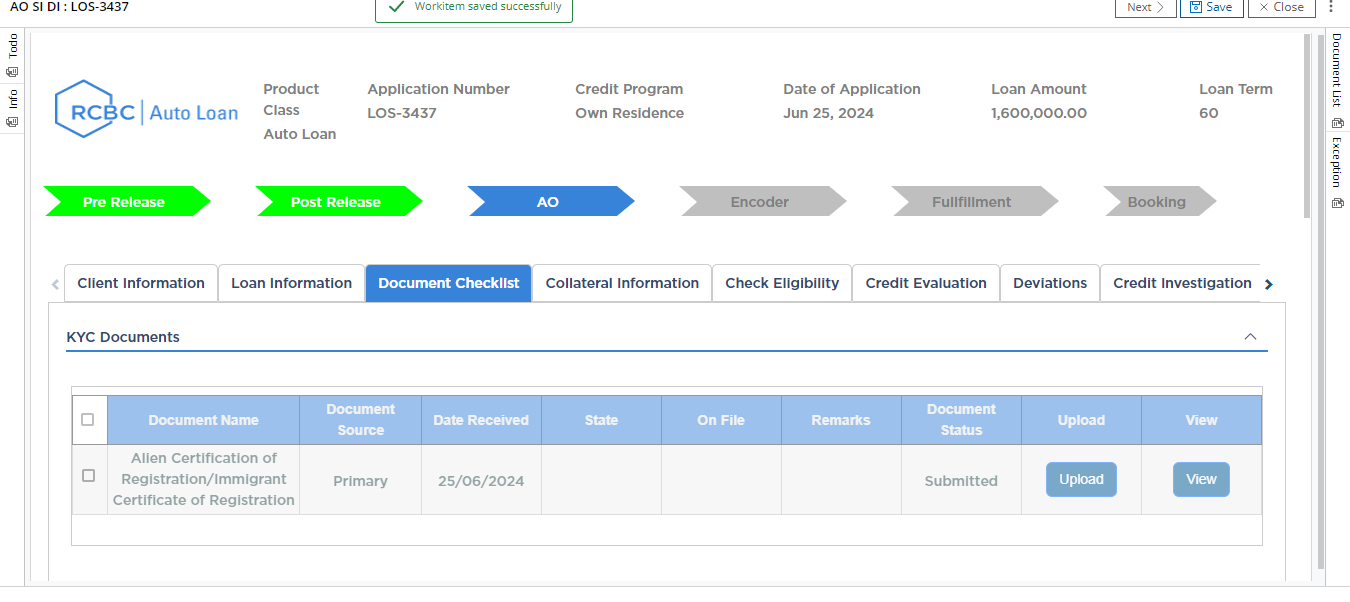 AO SI DI : LOS-3437
Workitem saved successfully
Next
Save
Close
Todo
Info
Document List
Exception
RCBC | Auto Loan
Product
Class
Auto Loan
Application Number
LOS-3437
Credit Program
Own Residence
Date of Application
Jun 25, 2024
Loan Amount
1,600,000.00
Loan Term
60
Pre Release
Post Release
AO
Encoder
Fullfillment
Booking
Client Information
Loan Information
Document Checklist
Collateral Information
Check Eligibility
Credit Evaluation
Deviations
Credit Investigation
KYC Documents
Document Name
Document
Source
Date Received
State
On File
Remarks
Document
Status
Upload
View
Alien Certification of
Registration/Immigrant
Certificate of Registration
Primary
25/06/2024
Submitted
Upload
View